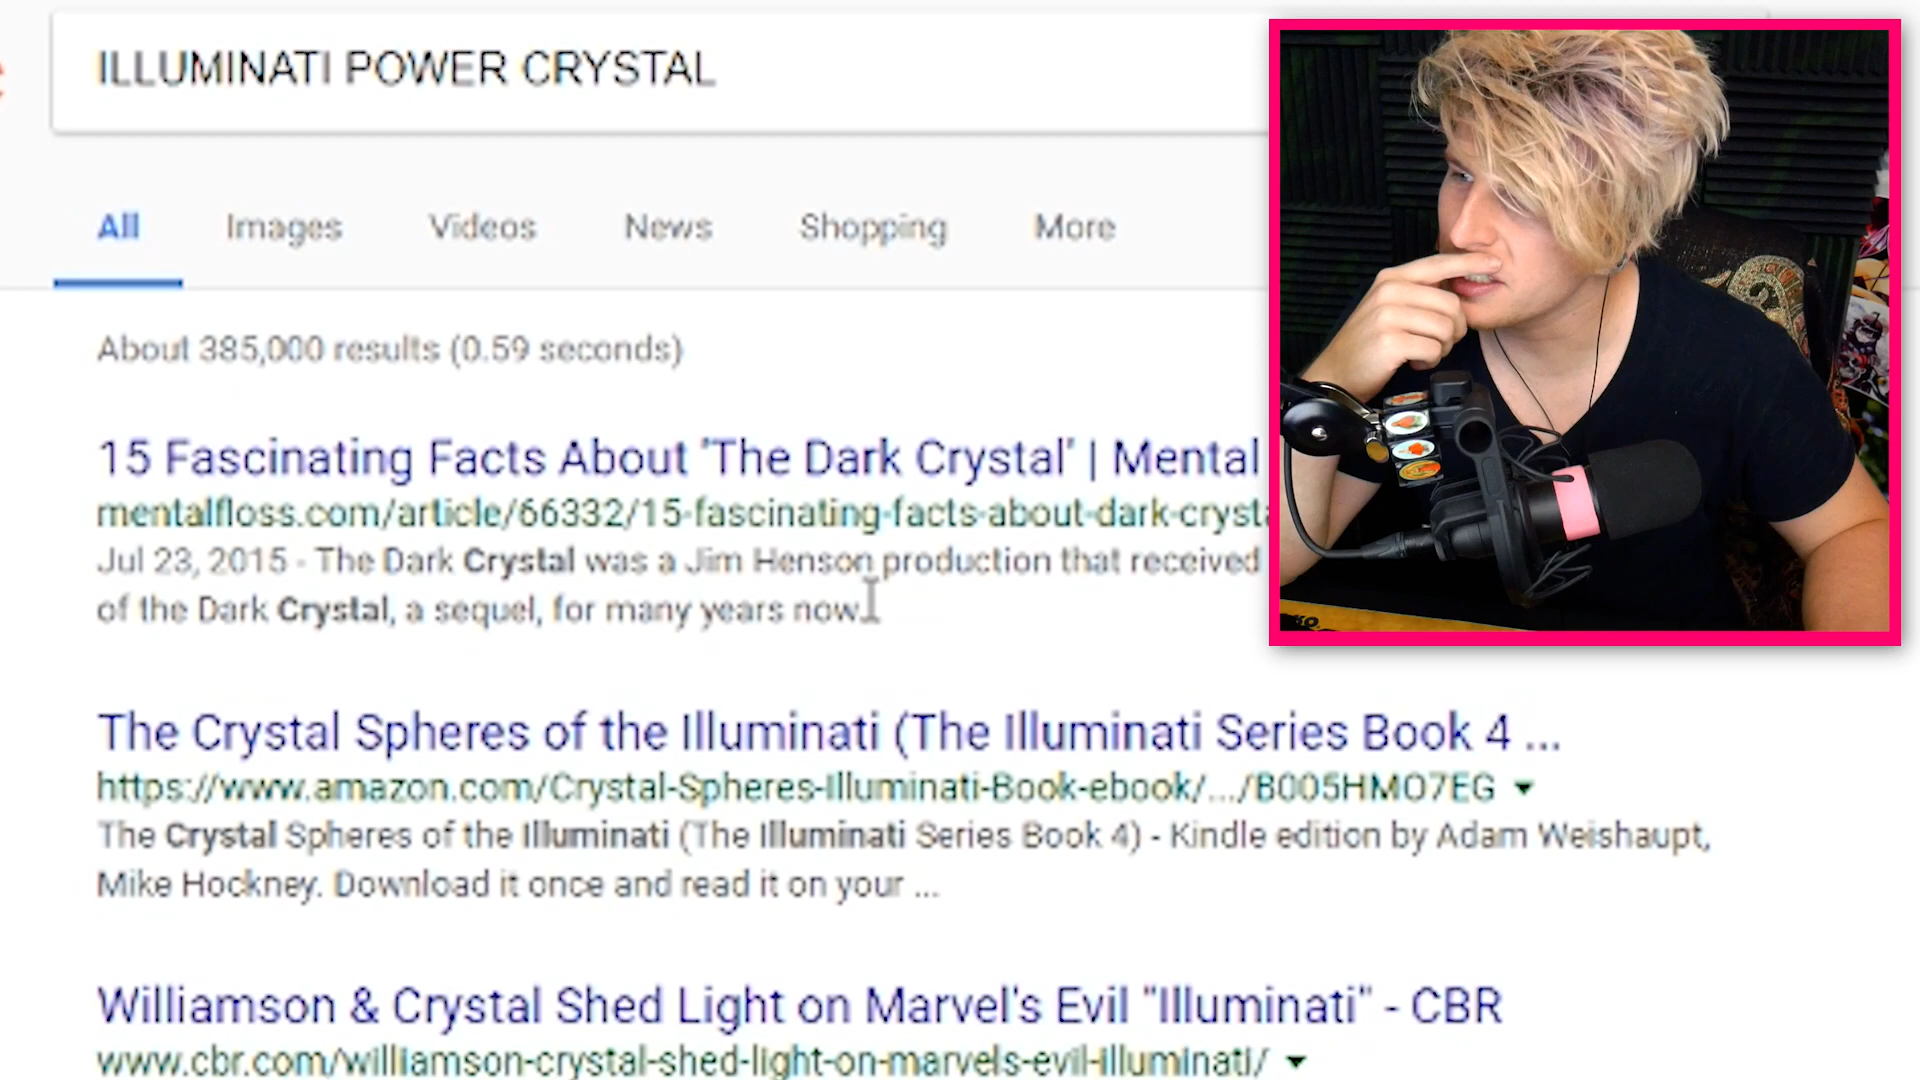 ILLUMINATI POWER CRYSTAL
All Images Videos News Shopping More
About 385,000 results (0.59 seconds)
15 Fascinating Facts About 'The Dark Crystal' | Mental
mentalfloss.com/article/66332/15-fascinating-facts-about-dark-crysta
Jul 23, 2015 - The Dark Crystal was a Jim Henson production that received
of the Dark Crystal, a sequel, for many years now.
The Crystal Spheres of the Illuminati (The Illuminati Series Book 4 ...
https://www.amazon.com/Crystal-Spheres-Illuminati-Book-ebook/.../B005HMO7EG
The Crystal Spheres of the Illuminati (The Illuminati Series Book 4) - Kindle edition by Adam Weishaupt,
Mike Hockney. Download it once and read it on your ...
Williamson & Crystal Shed Light on Marvel's Evil "Illuminati" - CBR
www.cbr.com/williamson-crystal-shed-light-on-marvels-evil-illuminati/